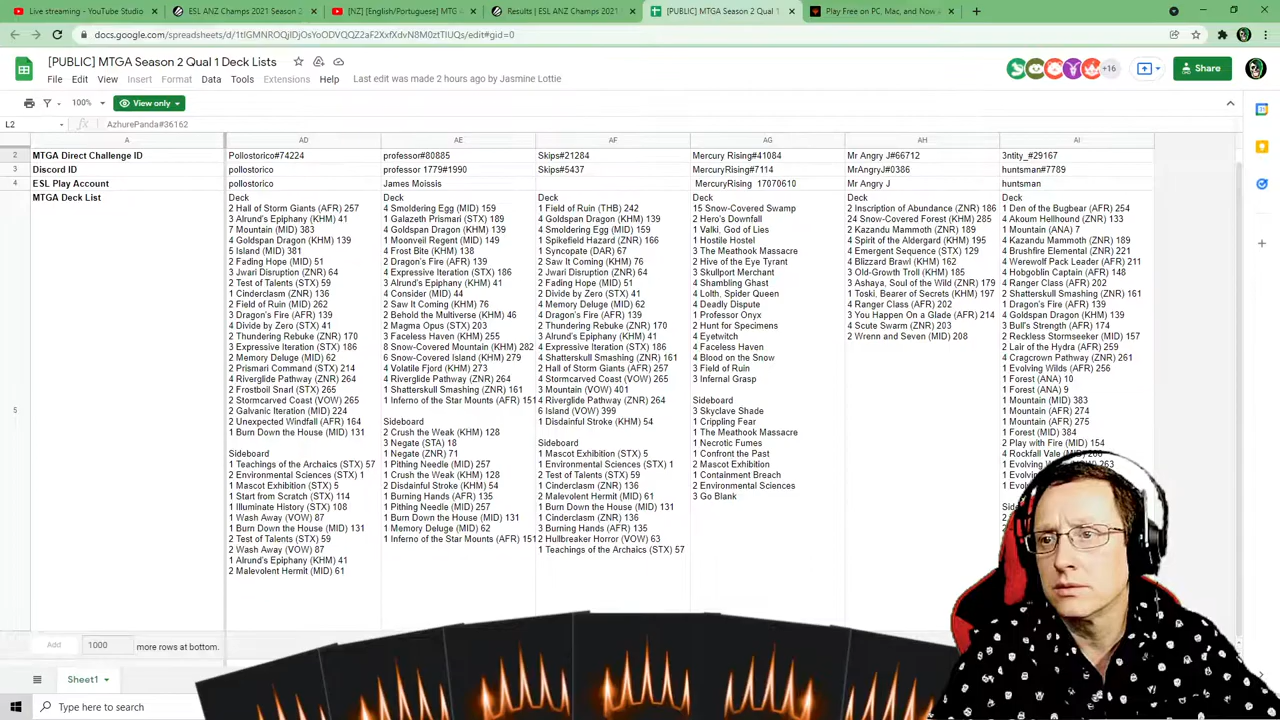 Live streaming - YouTube Studio
ESL ANZ Champs 2021 Season 2
[NZ] [English/Portuguese] MTG
Results | ESL ANZ Champs 2021
[PUBLIC] MTGA Season 2 Qual 1
Play Free on PC, Mac, and Now
[PUBLIC] MTGA Season 2 Qual 1 Deck Lists
File Edit View Insert Format Data Tools Extensions Help Last edit was made 2 hours ago by Jasmine Lottie
+16
Share
100%
View only
L2
AzhurePanda#36162
A AD AE AF AG AH AI
2 MTGA Direct Challenge ID Pollostorico#74224 professor#80885 Skips#21284 Mercury Rising#41084 Mr Angry J#66712 3ntity_#29167
3 Discord ID pollostorico professor 1779#1990 Skips#5437 MercuryRising#7114 MrAngryJ#0386 huntsman#7789
4 ESL Play Account pollostorico James Moissis MercuryRising 17070610 Mr Angry J huntsman
5 MTGA Deck List
Deck
2 Hall of Storm Giants (AFR) 257
3 Alrund's Epiphany (KHM) 41
7 Mountain (MID) 383
4 Goldspan Dragon (KHM) 139
5 Island (MID) 381
2 Fading Hope (MID) 51
3 Jwari Disruption (ZNR) 64
2 Test of Talents (STX) 59
1 Cinderclasm (ZNR) 136
2 Field of Ruin (MID) 262
3 Dragon's Fire (AFR) 139
4 Divide by Zero (STX) 41
2 Thundering Rebuke (ZNR) 170
3 Expressive Iteration (STX) 186
2 Memory Deluge (MID) 62
2 Prismari Command (STX) 214
4 Riverglide Pathway (ZNR) 264
2 Frostboil Snarl (STX) 265
2 Stormcarved Coast (VOW) 265
2 Galvanic Iteration (MID) 224
2 Unexpected Windfall (AFR) 164
1 Burn Down the House (MID) 131
Sideboard
1 Teachings of the Archaics (STX) 57
2 Environmental Sciences (STX) 1
1 Mascot Exhibition (STX) 5
1 Start from Scratch (STX) 114
1 Illuminate History (STX) 108
1 Wash Away (VOW) 87
1 Burn Down the House (MID) 131
2 Test of Talents (STX) 59
2 Wash Away (VOW) 87
1 Alrund's Epiphany (KHM) 41
2 Malevolent Hermit (MID) 61
Deck
4 Smoldering Egg (MID) 159
1 Galazeth Prismari (STX) 189
4 Goldspan Dragon (KHM) 139
1 Moonveil Regent (MID) 149
4 Frost Bite (KHM) 138
2 Dragon's Fire (AFR) 139
4 Expressive Iteration (STX) 186
3 Alrund's Epiphany (KHM) 41
4 Consider (MID) 44
2 Saw It Coming (KHM) 76
2 Behold the Multiverse (KHM) 46
2 Magma Opus (STX) 203
3 Faceless Haven (KHM) 255
8 Snow-Covered Mountain (KHM) 282
6 Snow-Covered Island (KHM) 279
4 Volatile Fjord (KHM) 273
4 Riverglide Pathway (ZNR) 264
1 Shatterskull Smashing (ZNR) 161
1 Inferno of the Star Mounts (AFR) 151
Sideboard
2 Crush the Weak (KHM) 128
3 Negate (STA) 18
1 Negate (ZNR) 71
1 Pithing Needle (MID) 257
1 Crush the Weak (KHM) 128
2 Disdainful Stroke (KHM) 54
1 Burning Hands (AFR) 135
1 Pithing Needle (MID) 257
1 Burn Down the House (MID) 131
1 Memory Deluge (MID) 62
1 Inferno of the Star Mounts (AFR) 151
Deck
1 Field of Ruin (THB) 242
4 Goldspan Dragon (KHM) 139
4 Smoldering Egg (MID) 159
1 Spikefield Hazard (ZNR) 166
1 Syncopate (DAR) 67
2 Saw It Coming (KHM) 76
3 Jwari Disruption (ZNR) 64
2 Fading Hope (MID) 51
2 Divide by Zero (STX) 41
4 Memory Deluge (MID) 62
4 Dragon's Fire (AFR) 139
2 Thundering Rebuke (ZNR) 170
3 Alrund's Epiphany (KHM) 41
4 Expressive Iteration (STX) 186
4 Shatterskull Smashing (ZNR) 161
2 Hall of Storm Giants (AFR) 257
4 Stormcarved Coast (VOW) 265
3 Mountain (VOW) 401
4 Riverglide Pathway (ZNR) 264
6 Island (VOW) 399
1 Disdainful Stroke (KHM) 54
Sideboard
1 Mascot Exhibition (STX) 5
1 Environmental Sciences (STX) 1
2 Test of Talents (STX) 59
1 Cinderclasm (ZNR) 136
2 Malevolent Hermit (MID) 61
1 Burn Down the House (MID) 131
1 Cinderclasm (ZNR) 136
3 Burning Hands (AFR) 135
2 Hullbreaker Horror (VOW) 63
1 Teachings of the Archaics (STX) 57
Deck
15 Snow-Covered Swamp
2 Hero's Downfall
1 Valki, God of Lies
1 Hostile Hostel
3 The Meathook Massacre
2 Hive of the Eye Tyrant
3 Skullport Merchant
4 Shambling Ghast
4 Lolth, Spider Queen
4 Deadly Dispute
1 Professor Onyx
2 Hunt for Specimens
4 Eyetwitch
4 Faceless Haven
4 Blood on the Snow
3 Field of Ruin
3 Infernal Grasp
Sideboard
3 Skyclave Shade
1 Crippling Fear
1 The Meathook Massacre
1 Necrotic Fumes
1 Confront the Past
2 Mascot Exhibition
1 Containment Breach
2 Environmental Sciences
3 Go Blank
Deck
2 Inscription of Abundance (ZNR) 186
24 Snow-Covered Forest (KHM) 285
2 Kazandu Mammoth (ZNR) 189
4 Spirit of the Aldergard (KHM) 195
4 Emergent Sequence (STX) 129
4 Blizzard Brawl (KHM) 162
3 Old-Growth Troll (KHM) 185
3 Ashaya, Soul of the Wild (ZNR) 179
1 Toski, Bearer of Secrets (KHM) 197
4 Ranger Class (AFR) 202
3 You Happen On a Glade (AFR) 214
4 Scute Swarm (ZNR) 203
2 Wrenn and Seven (MID) 208
Deck
1 Den of the Bugbear (AFR) 254
4 Akoum Hellhound (ZNR) 133
1 Mountain (ANA) 7
4 Kazandu Mammoth (ZNR) 189
4 Brushfire Elemental (ZNR) 221
4 Werewolf Pack Leader (AFR) 211
4 Hobgoblin Captain (AFR) 148
4 Ranger Class (AFR) 202
2 Shatterskull Smashing (ZNR) 161
1 Dragon's Fire (AFR) 139
4 Goldspan Dragon (KHM) 139
3 Bull's Strength (AFR) 174
2 Reckless Stormseeker (MID) 157
2 Lair of the Hydra (AFR) 259
4 Cragcrown Pathway (ZNR) 261
1 Evolving Wilds (AFR) 256
1 Forest (ANA) 10
1 Forest (ANA) 9
1 Mountain (MID) 383
1 Mountain (AFR) 274
1 Mountain (AFR) 275
1 Forest (MID) 384
2 Play with Fire (MID) 154
4 Rockfall Vale (MID)
1 Evolving
1 Evolv
Add 1000 more rows at bottom.
Sheet1
Type here to search